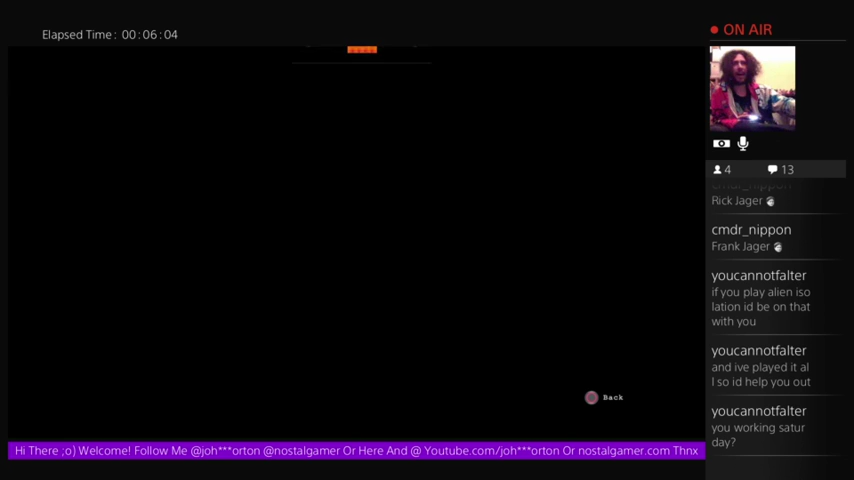 Elapsed Time: 00:06:04
ON AIR
4 13
cmdr_nippon
Rick Jager
cmdr_nippon
Frank Jager
youcannotfalter
if you play alien iso
lation id be on that
with you
youcannotfalter
and ive played it al
l so id help you out
youcannotfalter
you working satur
day?
Back
Hi There ;o) Welcome! Follow Me @joh***orton @nostalgamer Or Here And @ Youtube.com/joh***orton Or nostalgamer.com Thnx